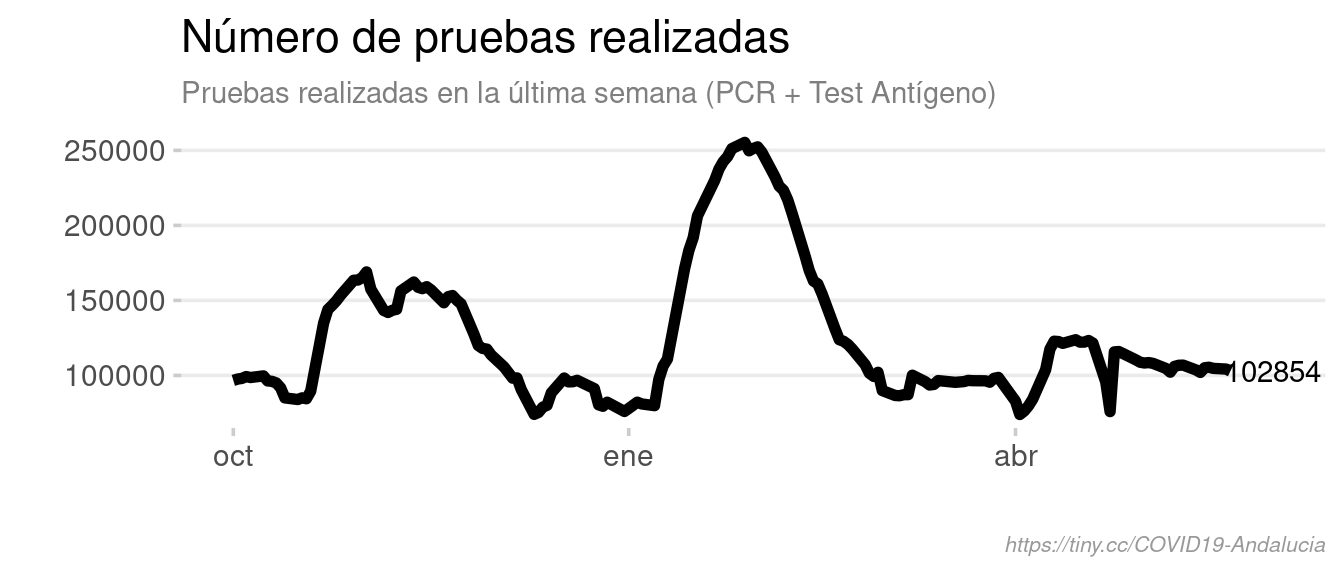 Número de pruebas realizadas
Pruebas realizadas en la última semana (PCR + Test Antígeno)
250000
200000
150000
100000
102854
oct ene abr
https://tiny.cc/COVID19-Andalucia